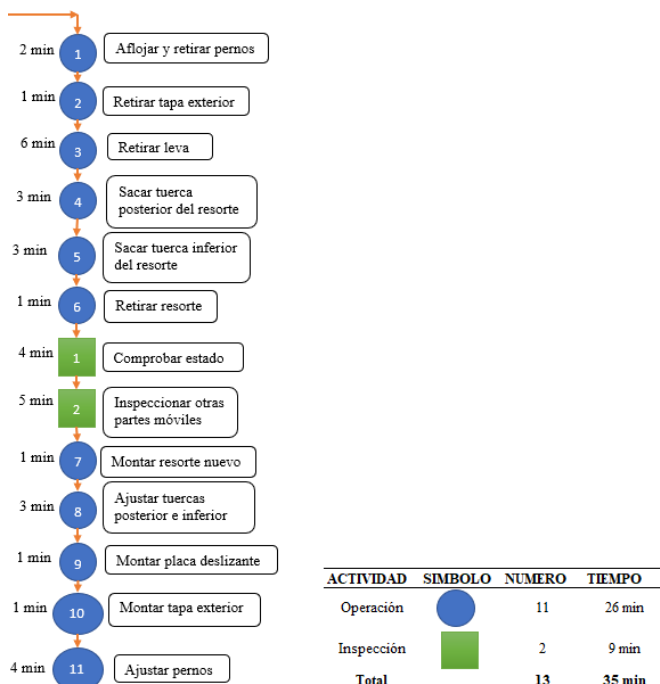 2 min 1 Aflojar y retirar pernos
1 min 2 Retirar tapa exterior
6 min 3 Retirar leva
3 min 4 Sacar tuerca
posterior del resorte
3 min 5 Sacar tuerca inferior
del resorte
1 min 6 Retirar resorte
4 min 1 Comprobar estado
5 min 2 Inspeccionar otras
partes móviles
1 min 7 Montar resorte nuevo
3 min 8 Ajustar tuercas
posterior e inferior
1 min 9 Montar placa deslizante
1 min 10 Montar tapa exterior
4 min 11 Ajustar pernos
ACTIVIDAD SIMBOLO NUMERO TIEMPO
Operación 11 26 min
Inspección 2 9 min
Total 13 35 min